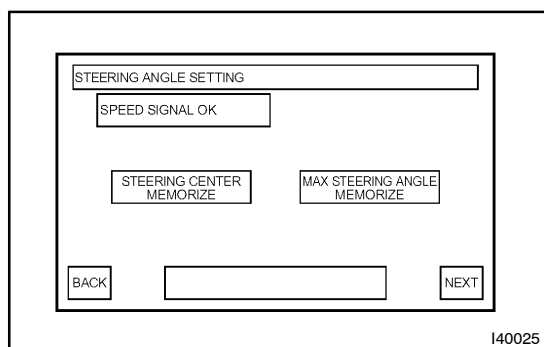 STEERING ANGLE SETTING
SPEED SIGNAL OK
STEERING CENTER
MEMORIZE
MAX STEERING ANGLE
MEMORIZE
BACK
NEXT
I40025